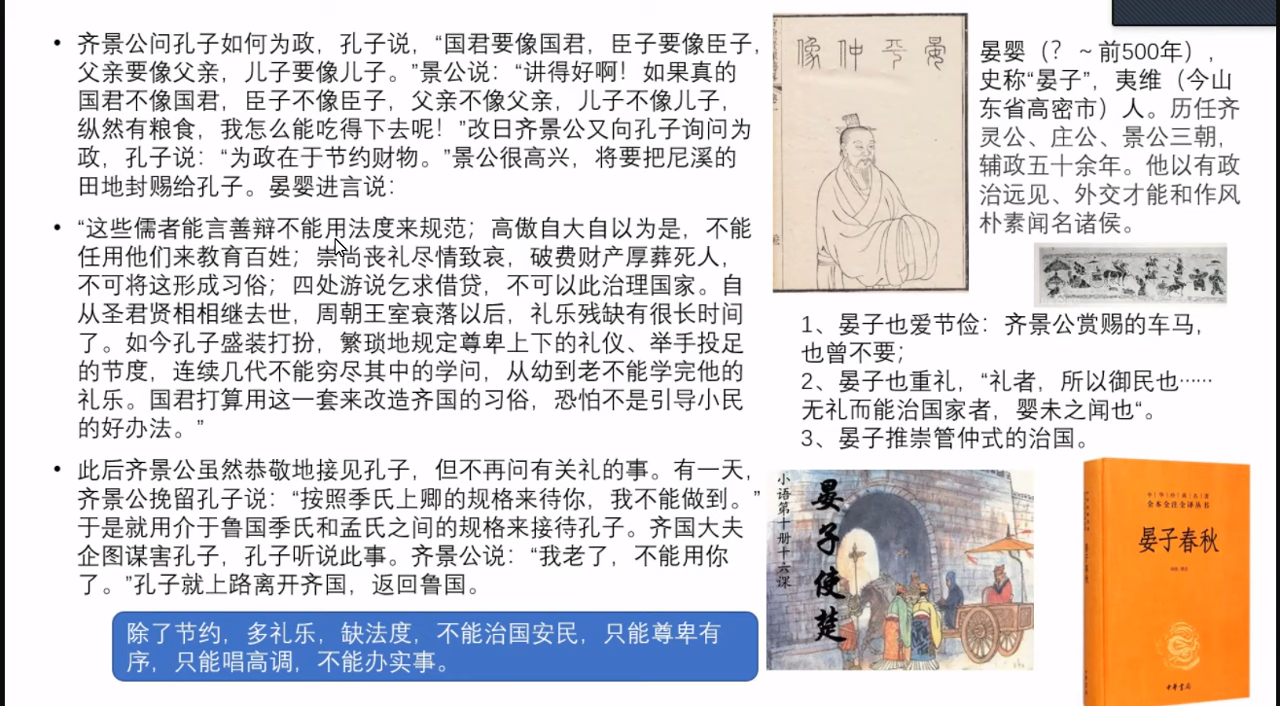 • 齐景公问孔子如何为政，孔子说，“国君要像国君，臣子要像臣子，
父亲要像父亲，儿子要像儿子。”景公说：“讲得好啊！如果真的
国君不像国君，臣子不像臣子，父亲不像父亲，儿子不像儿子，
纵然有粮食，我怎么能吃得下去呢！”改日齐景公又向孔子询问为
政，孔子说：“为政在于节约财物。”景公很高兴，将要把尼溪的
田地封赐给孔子。晏婴进言说：
• “这些儒者能言善辩不能用法度来规范；高傲自大自以为是，不能
任用他们来教育百姓；崇尚丧礼尽情致哀，破费财产厚葬死人，
不可将这形成习俗；四处游说乞求借贷，不可以此治理国家。自
从圣君贤相相继去世，周朝王室衰落以后，礼乐残缺有很长时间
了。如今孔子盛装打扮，繁琐地规定尊卑上下的礼仪、举手投足
的节度，连续几代不能穷尽其中的学问，从幼到老不能学完他的
礼乐。国君打算用这一套来改造齐国的习俗，恐怕不是引导小民
的好办法。”
• 此后齐景公虽然恭敬地接见孔子，但不再问有关礼的事。有一天，
齐景公挽留孔子说：“按照季氏上卿的规格来待你，我不能做到。”
于是就用介于鲁国季氏和孟氏之间的规格来接待孔子。齐国大夫
企图谋害孔子，孔子听说此事。齐景公说：“我老了，不能用你
了。”孔子就上路离开齐国，返回鲁国。
除了节约，多礼乐，缺法度，不能治国安民，只能尊卑有
序，只能唱高调，不能办实事。
像仲平晏
晏婴（？～前500年），
史称“晏子”，夷维（今山
东省高密市）人。历任齐
灵公、庄公、景公三朝，
辅政五十余年。他以有政
治远见、外交才能和作风
朴素闻名诸侯。
1、晏子也爱节俭：齐景公赏赐的车马，
也曾不要；
2、晏子也重礼，“礼者，所以御民也······
无礼而能治国家者，婴未之闻也“。
3、晏子推崇管仲式的治国。
小语第十册十六课
晏子使楚
中华经典名著
全本全注全译丛书
晏子春秋
中华书局